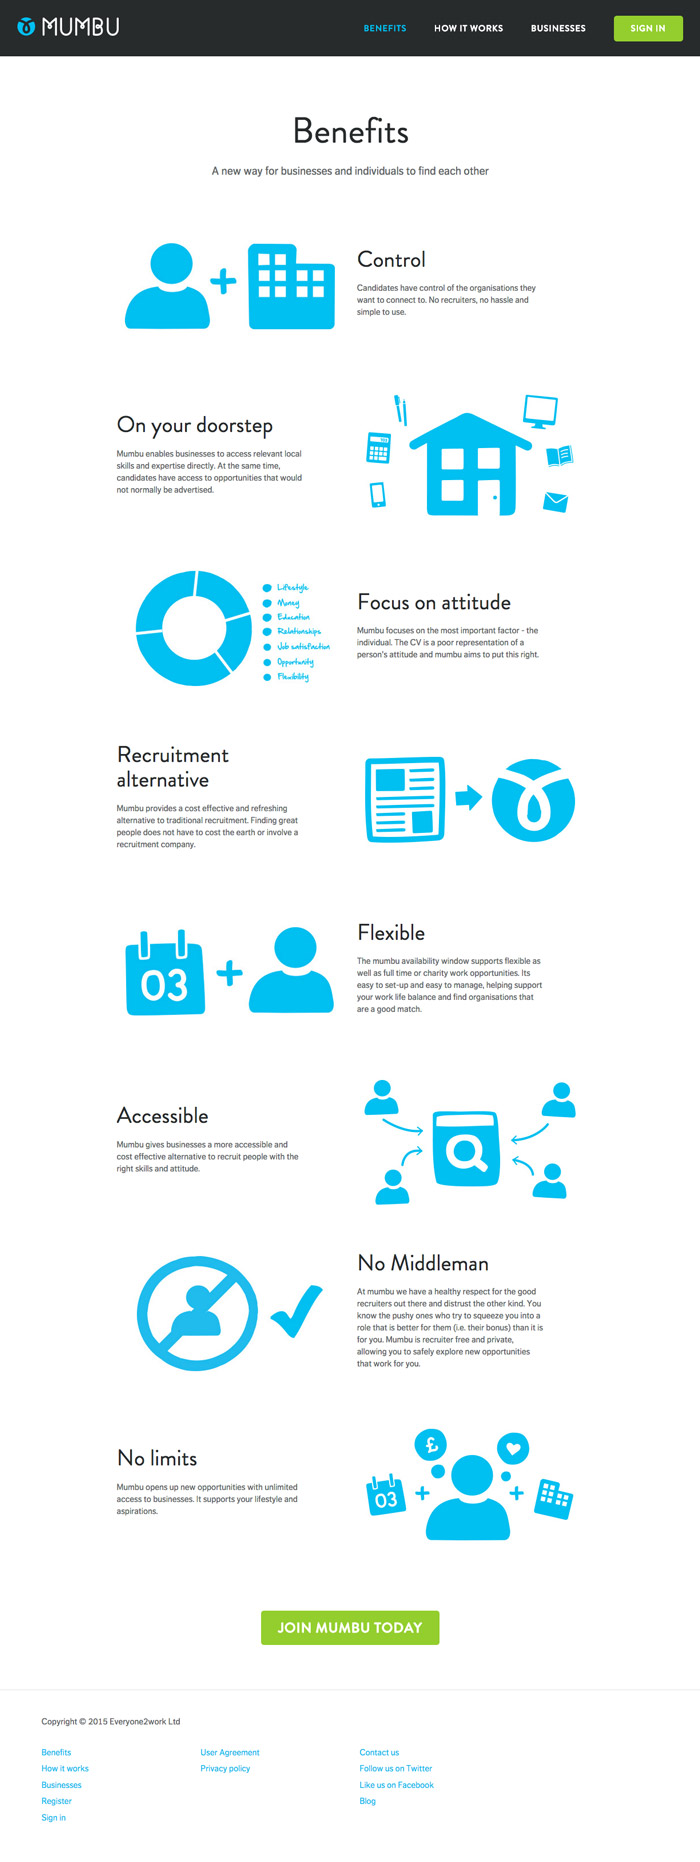 MUMBU
BENEFITS
HOW IT WORKS
BUSINESSES
SIGN IN
Benefits
A new way for businesses and individuals to find each other
Control
Candidates have control of the organisations they
want to connect to. No recruiters, no hassle and
simple to use.
On your doorstep
Mumbu enables businesses to access relevant local
skills and expertise directly. At the same time,
candidates have access to opportunities that would
not normally be advertised.
Lifestyle
Money
Education
Relationships
Job satisfaction
Opportunity
Flexibility
Focus on attitude
Mumbu focuses on the most important factor - the
individual. The CV is a poor representation of a
person's attitude and mumbu aims to put this right.
Recruitment
alternative
Mumbu provides a cost effective and refreshing
alternative to traditional recruitment. Finding great
people does not have to cost the earth or involve a
recruitment company.
03
Flexible
The mumbu availability window supports flexible as
well as full time or charity work opportunities. Its
easy to set-up and easy to manage, helping support
your work life balance and find organisations that
are a good match.
Accessible
Mumbu gives businesses a more accessible and
cost effective alternative to recruit people with the
right skills and attitude.
No Middleman
At mumbu we have a healthy respect for the good
recruiters out there and distrust the other kind. You
know the pushy ones who try to squeeze you into a
role that is better for them (i.e. their bonus) than it is
for you. Mumbu is recruiter free and private,
allowing you to safely explore new opportunities
that work for you.
No limits
Mumbu opens up new opportunities with unlimited
access to businesses. It supports your lifestyle and
aspirations.
£
03
JOIN MUMBU TODAY
Copyright © 2015 Everyone2work Ltd
Benefits
How it works
Businesses
Register
Sign in
User Agreement
Privacy policy
Contact us
Follow us on Twitter
Like us on Facebook
Blog